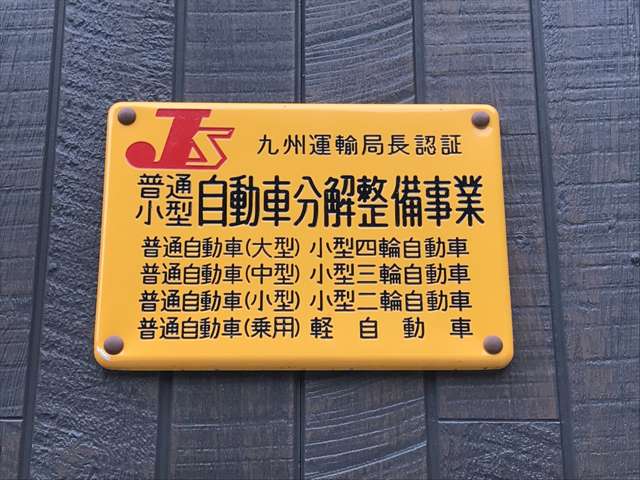 JS 九州運輸局長認証
普通小型 自動車分解整備事業
普通自動車(大型) 小型四輪自動車
普通自動車(中型) 小型三輪自動車
普通自動車(小型) 小型二輪自動車
普通自動車(乗用) 軽自動車